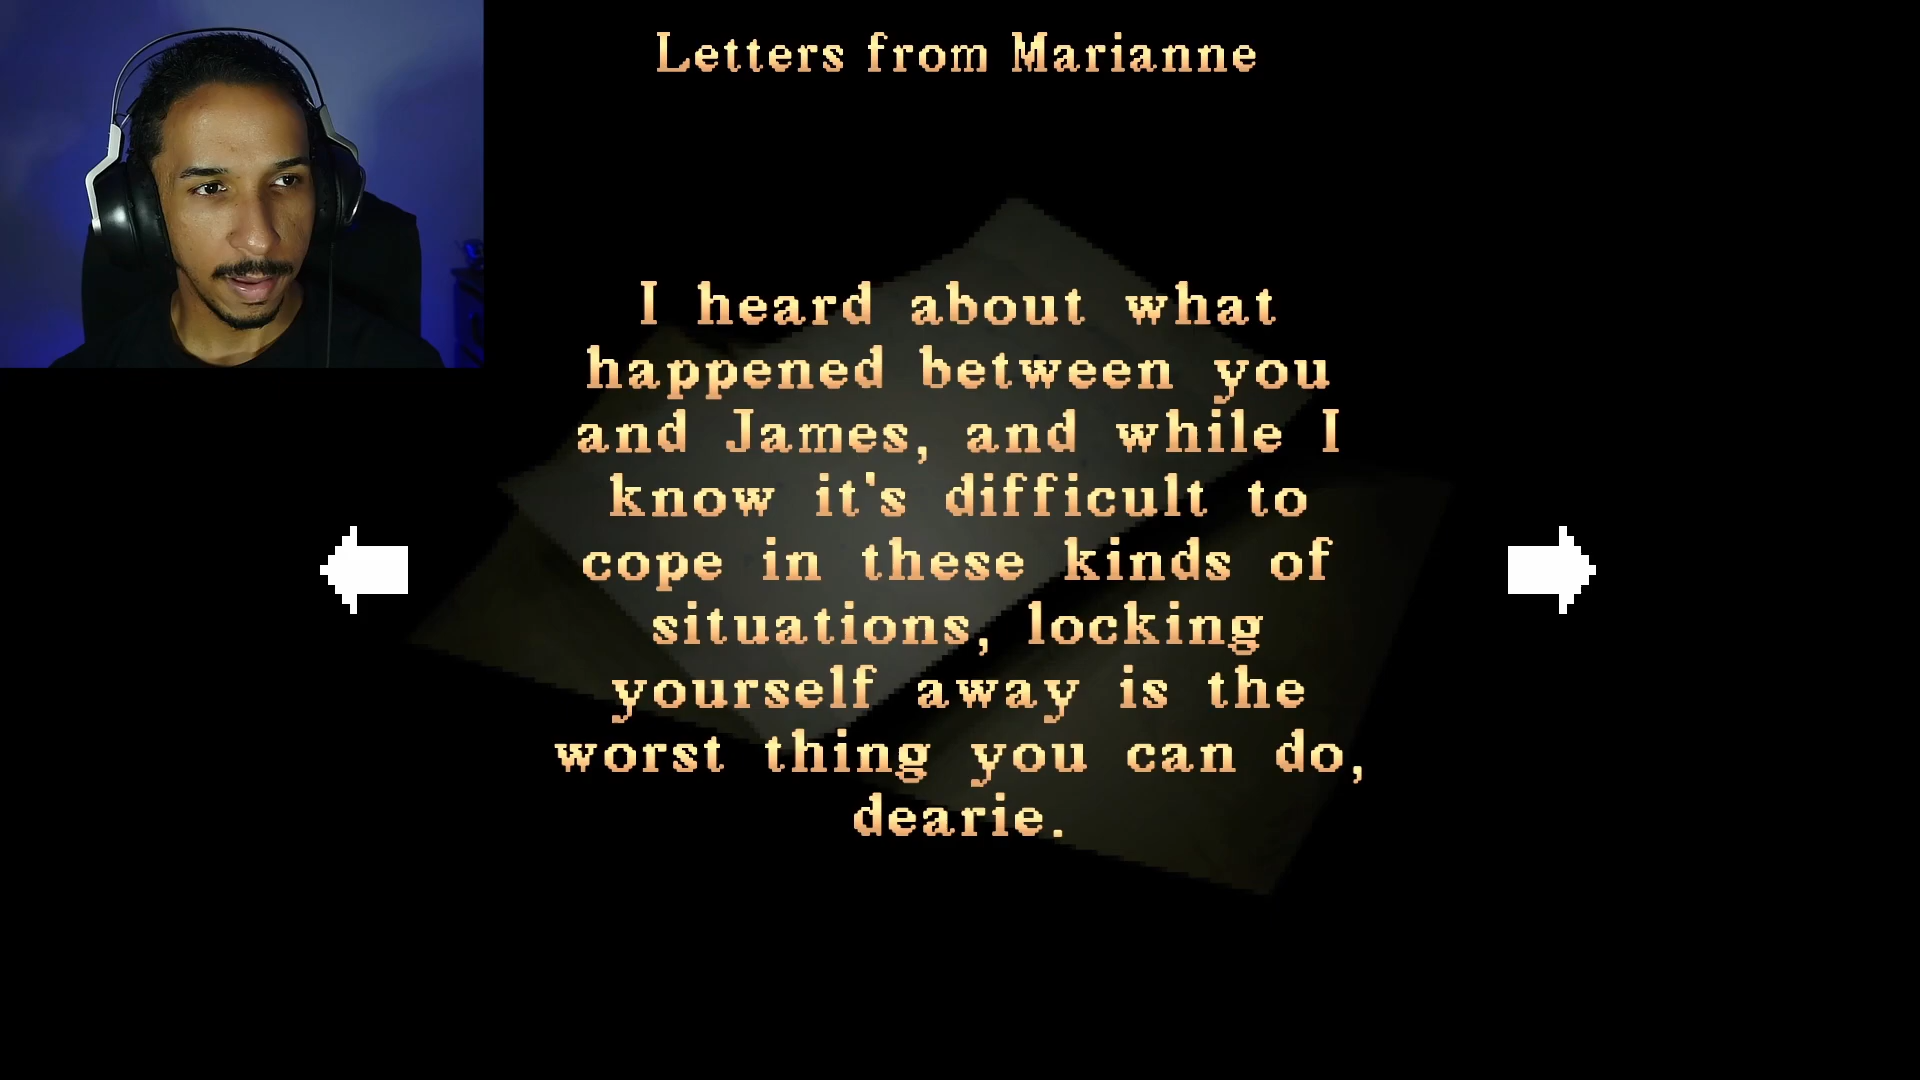 Letters from Marianne
I heard about what
happened between you
and James, and while I
know it's difficult to
cope in these kinds of
situations, locking
yourself away is the
worst thing you can do,
dearie.